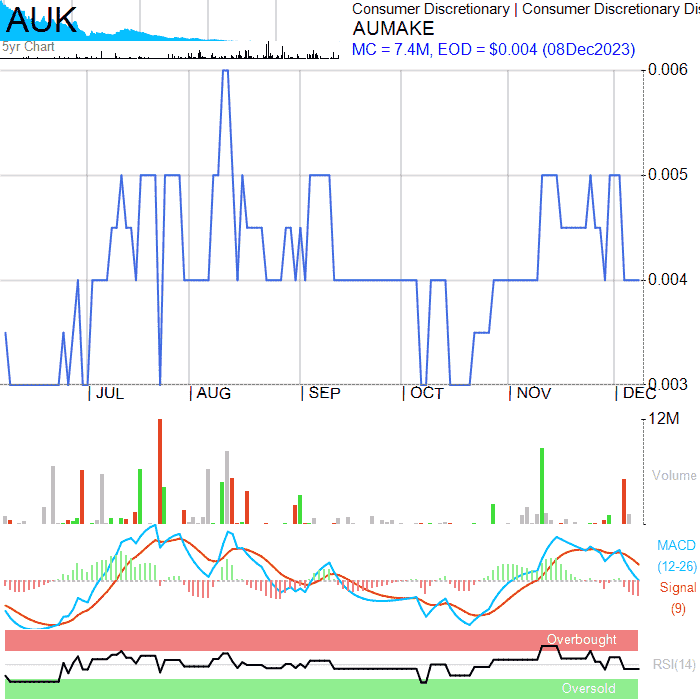 AUK
5yr Chart
Consumer Discretionary | Consumer Discretionary Dis
AUMAKE
MC = 7.4M, EOD = $0.004 (08Dec2023)
0.006
0.005
0.004
0.003
JUL
AUG
SEP
OCT
NOV
DEC
12M
Volume
MACD
(12-26)
Signal
(9)
Overbought
RSI(14)
Oversold